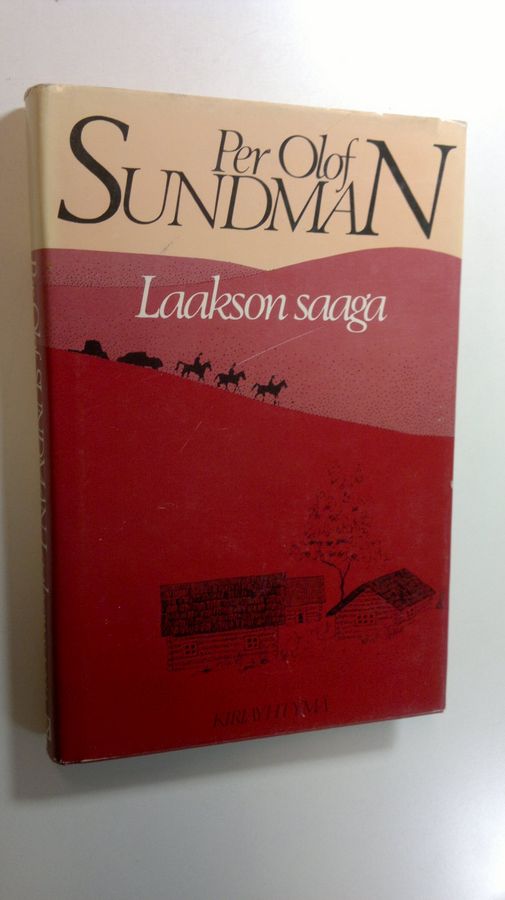 Per Olof
SUNDMAN
Laakson saaga
KIRJAYHTYMÄ